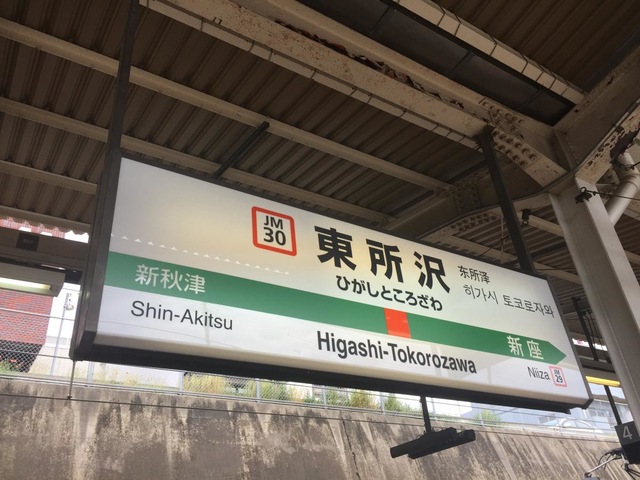 JM
30
東所沢
ひがしところざわ
东所泽
히가시 토코로자와
新秋津
Shin-Akitsu
Higashi-Tokorozawa
新座
Niiza
JM
29
4